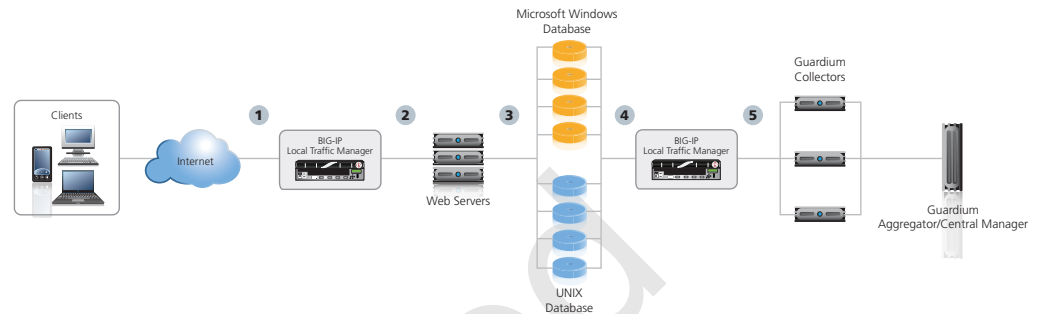 Microsoft Windows
Database
Clients
Internet
1
BIG-IP
Local Traffic Manager
2
Web Servers
3
4
BIG-IP
Local Traffic Manager
5
Guardium
Collectors
Guardium
Aggregator/Central Manager
UNIX
Database